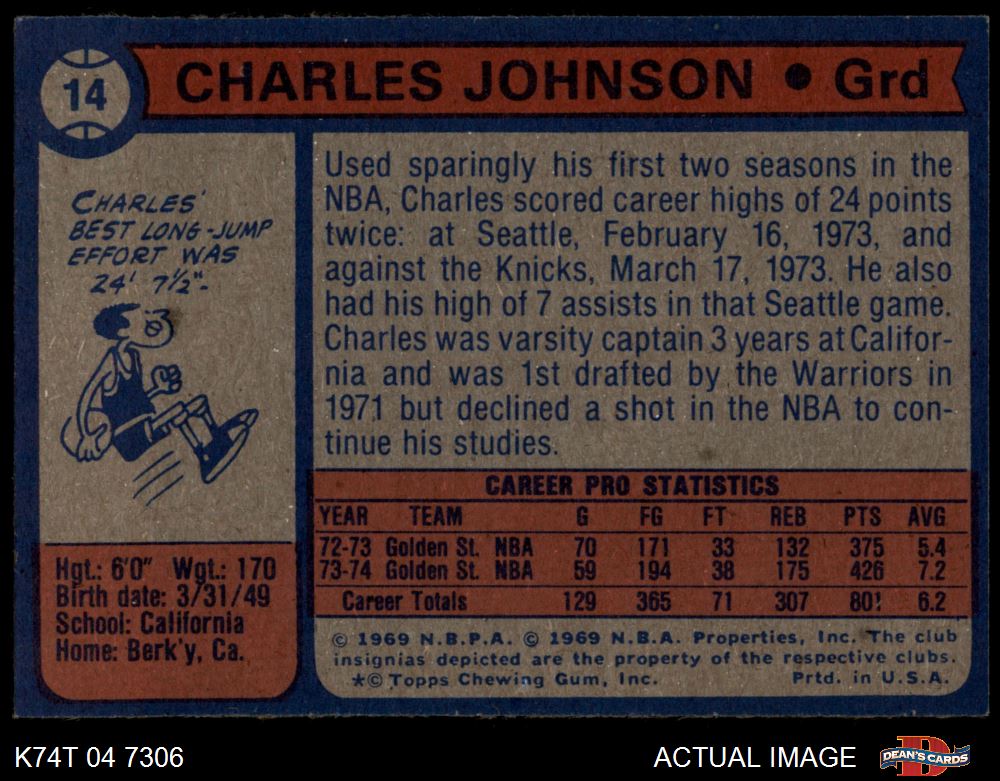 14
CHARLES JOHNSON • Grd
CHARLES'
BEST LONG-JUMP
EFFORT WAS
24' 7½"-
Used sparingly his first two seasons in the
NBA, Charles scored career highs of 24 points
twice: at Seattle, February 16, 1973, and
against the Knicks, March 17, 1973. He also
had his high of 7 assists in that Seattle game.
Charles was varsity captain 3 years at Califor-
nia and was 1st drafted by the Warriors in
1971 but declined a shot in the NBA to con-
tinue his studies.
Hgt.: 6'0" Wgt.: 170
Birth date: 3/31/49
School: California
Home: Berk'y, Ca.
CAREER PRO STATISTICS
YEAR TEAM G FG FT REB PTS AVG
72-73 Golden St. NBA 70 171 33 132 375 5.4
73-74 Golden St. NBA 59 194 38 175 426 7.2
Career Totals 129 365 71 307 801 6.2
© 1969 N.B.P.A. © 1969 N.B.A. Properties, Inc. The club
insignias depicted are the property of the respective clubs.
*© Topps Chewing Gum, Inc. Prtd. in U.S.A.
K74T 04 7306
ACTUAL IMAGE
D
DEAN'S CARDS